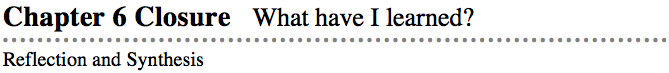 Chapter 6 Closure What have I learned?
Reflection and Synthesis